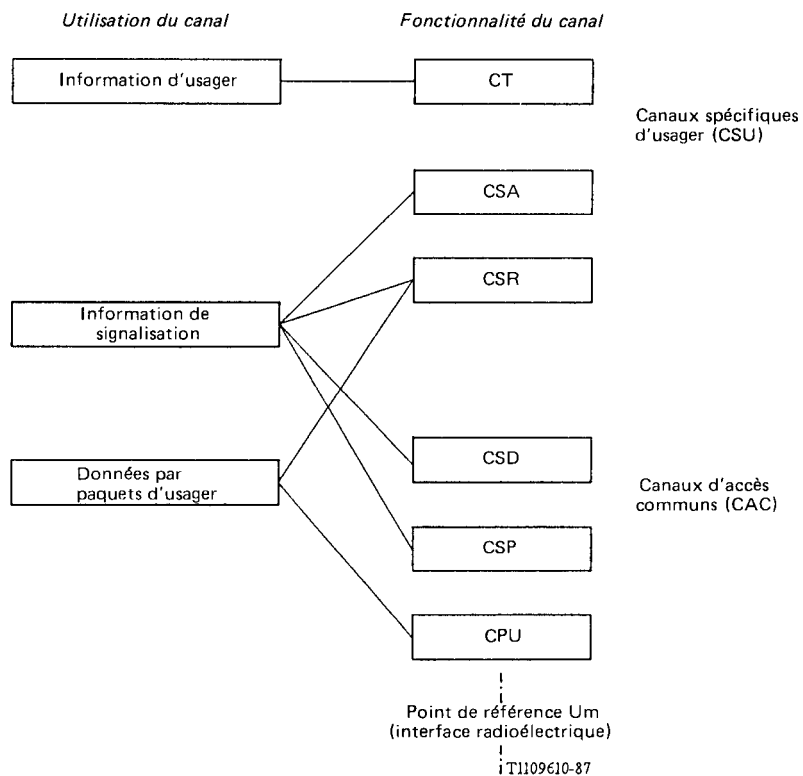 Utilisation du canal
Fonctionnalité du canal
Information d'usager
CT
Canaux spécifiques
d'usager (CSU)
CSA
CSR
Information de
signalisation
CSD
Données par
paquets d'usager
Canaux d'accès
communs (CAC)
CSP
CPU
Point de référence Um
(interface radioélectrique)
T1109610-87